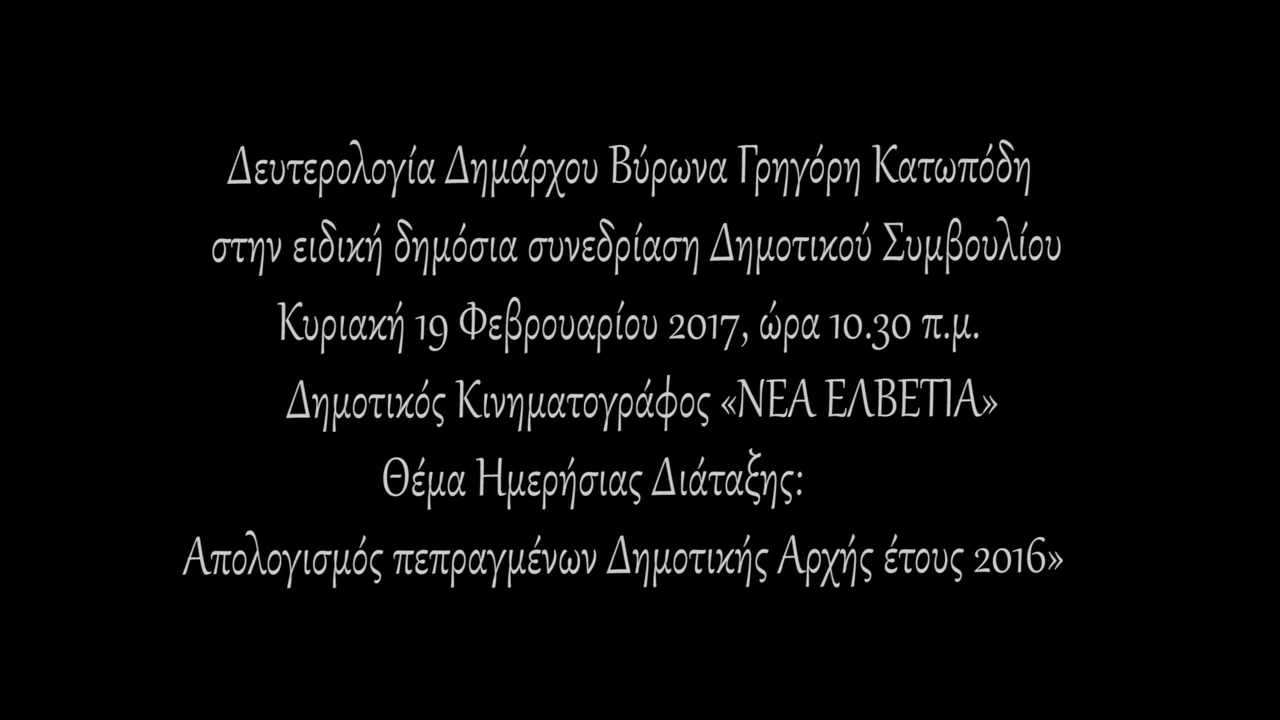 Δευτερολογία Δημάρχου Βύρωνα Γρηγόρη Κατωπόδη
στην ειδική δημόσια συνεδρίαση Δημοτικού Συμβουλίου
Κυριακή 19 Φεβρουαρίου 2017, ώρα 10.30 π.μ.
Δημοτικός Κινηματογράφος «ΝΕΑ ΕΛΒΕΤΙΑ»
Θέμα Ημερήσιας Διάταξης:
Απολογισμός πεπραγμένων Δημοτικής Αρχής έτους 2016»